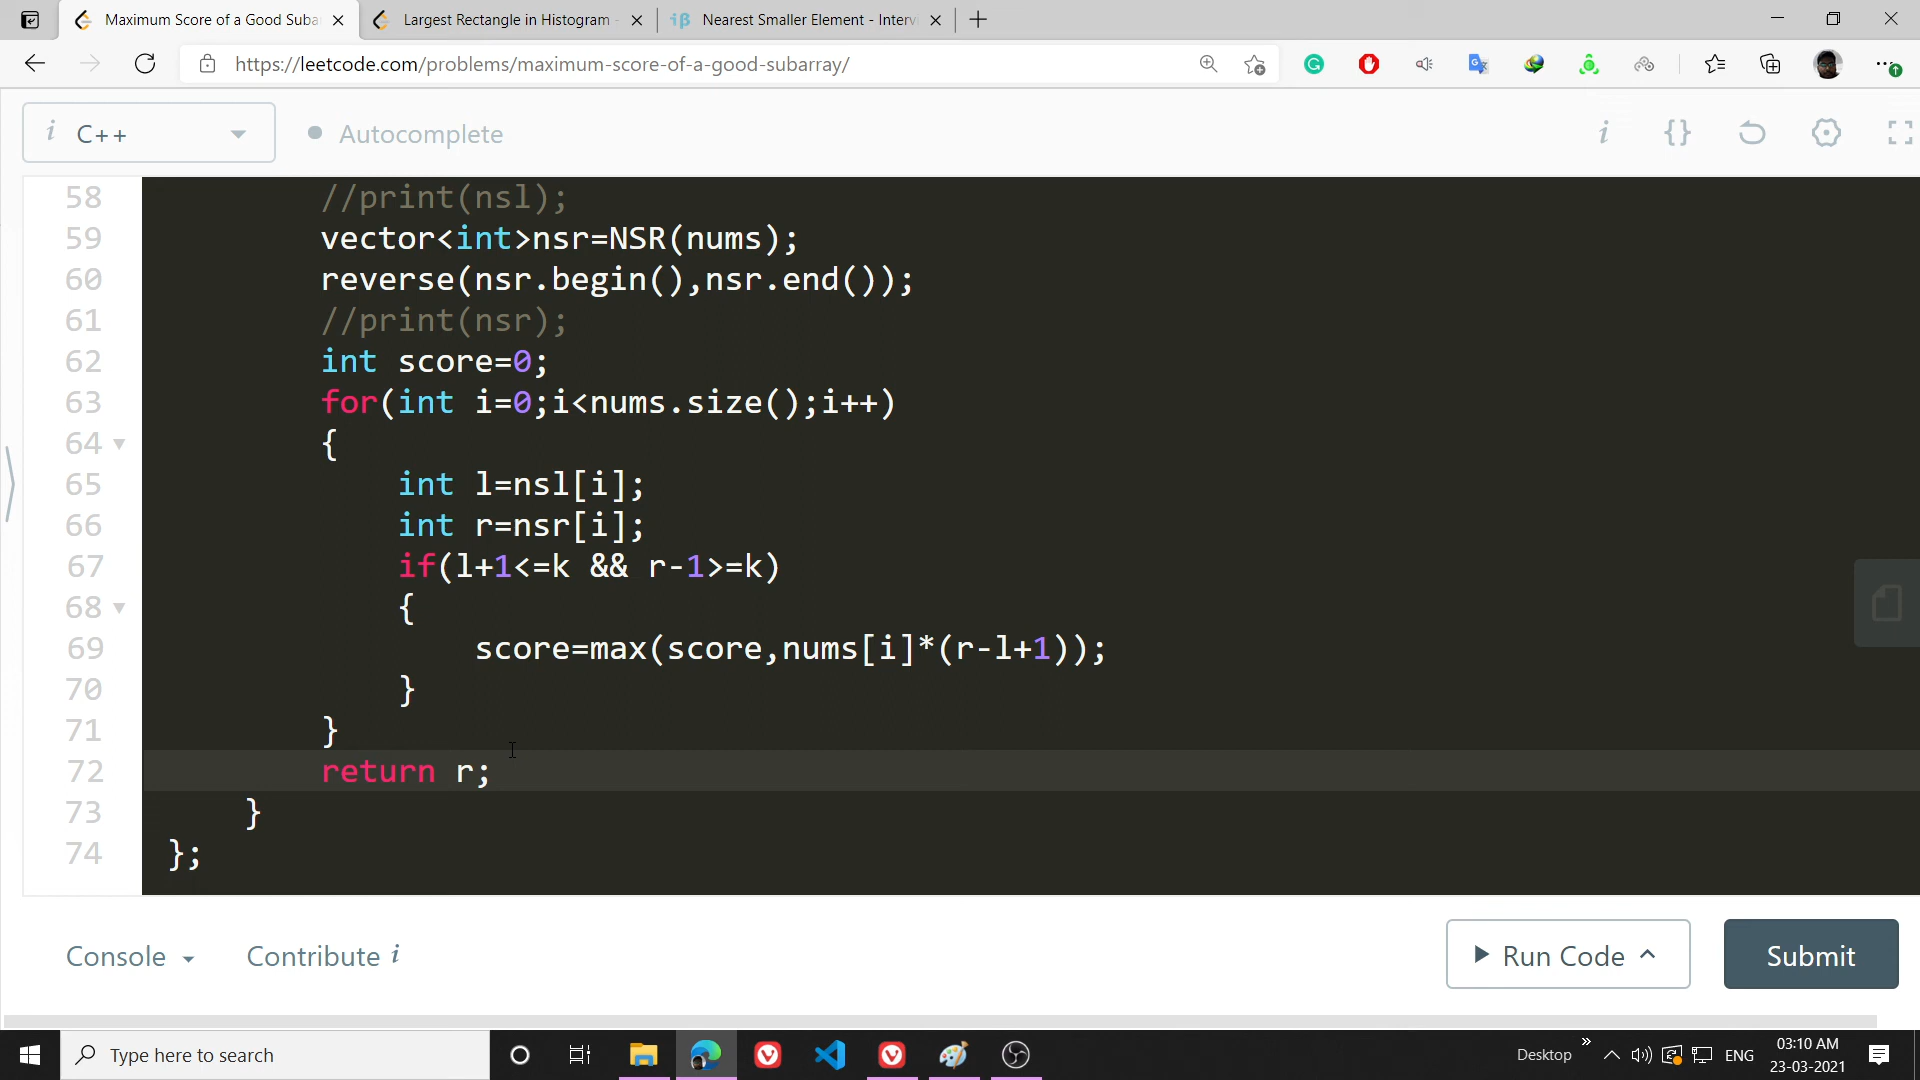 Maximum Score of a Good Suba
Largest Rectangle in Histogram -
Nearest Smaller Element - Interv
https://leetcode.com/problems/maximum-score-of-a-good-subarray/
i C++
Autocomplete
i {}
58 //print(nsl);
59 vector<int>nsr=NSR(nums);
60 reverse(nsr.begin(),nsr.end());
61 //print(nsr);
62 int score=0;
63 for(int i=0;i<nums.size();i++)
64 {
65 int l=nsl[i];
66 int r=nsr[i];
67 if(l+1<=k && r-1>=k)
68 {
69 score=max(score,nums[i]*(r-l+1));
70 }
71 }
72 return r;
73 }
74 };
Console Contribute i Run Code Submit
Type here to search
Desktop ENG
03:10 AM
23-03-2021